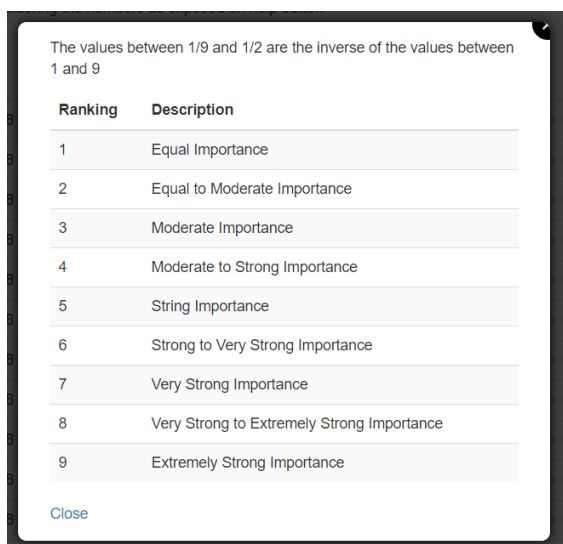 The values between 1/9 and 1/2 are the inverse of the values between
1 and 9
Ranking Description
1 Equal Importance
2 Equal to Moderate Importance
3 Moderate Importance
4 Moderate to Strong Importance
5 String Importance
6 Strong to Very Strong Importance
7 Very Strong Importance
8 Very Strong to Extremely Strong Importance
9 Extremely Strong Importance
Close